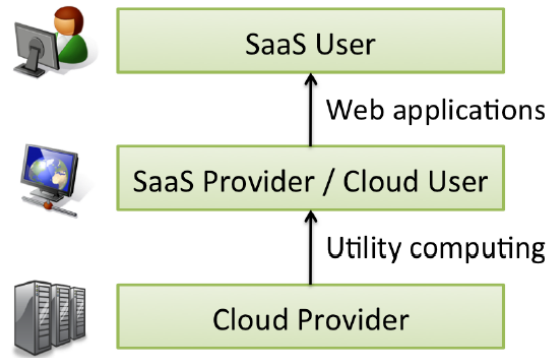 SaaS User
Web applications
SaaS Provider / Cloud User
Utility computing
Cloud Provider